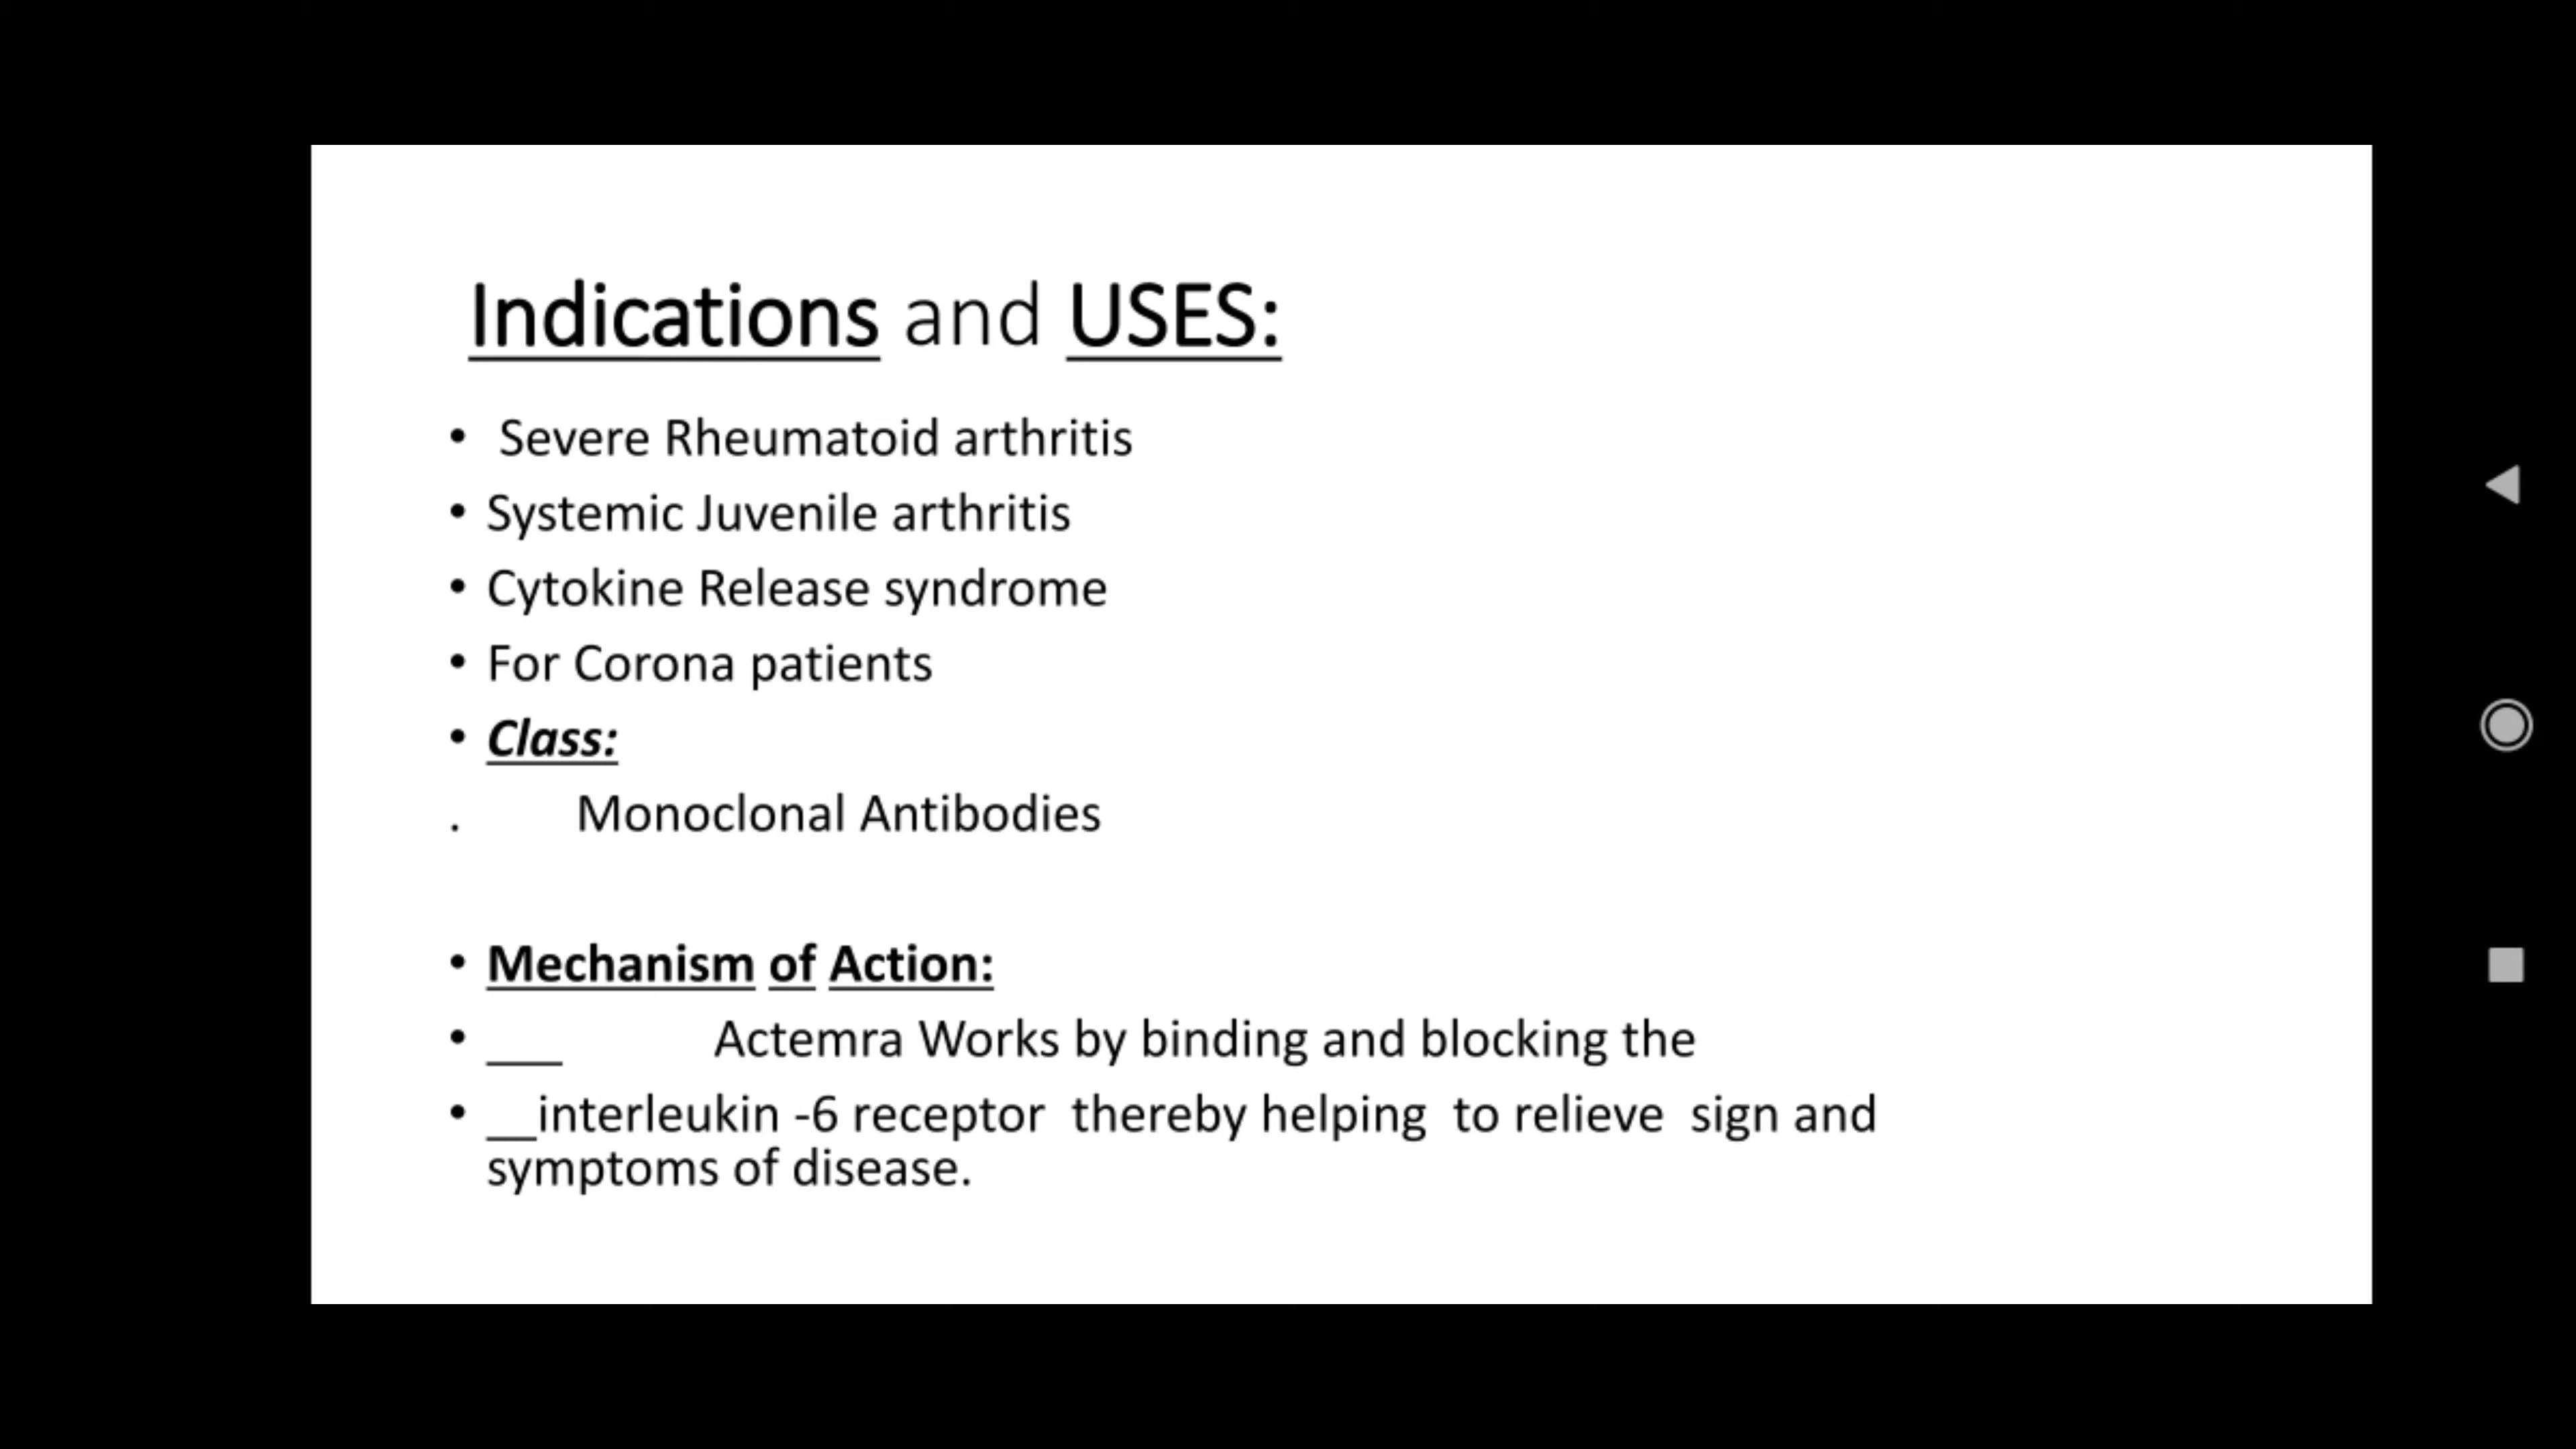 Indications and USES:
• Severe Rheumatoid arthritis
• Systemic Juvenile arthritis
• Cytokine Release syndrome
• For Corona patients
• Class:
. Monoclonal Antibodies
• Mechanism of Action:
• ___ Actemra Works by binding and blocking the
• __interleukin -6 receptor thereby helping to relieve sign and
symptoms of disease.